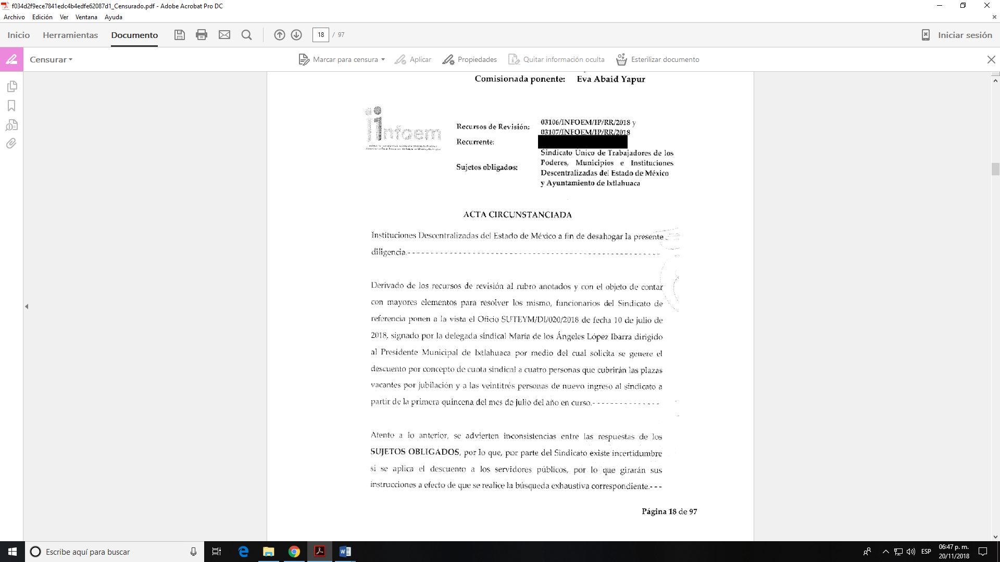 f034d2f9ece7841edc4b4edfe62087d1_Censurado.pdf - Adobe Acrobat Pro DC
Archivo Edición Ver Ventana Ayuda
Inicio Herramientas Documento 18 / 97 Iniciar sesión
Censurar Marcar para censura Aplicar Propiedades Quitar información oculta Esterilizar documento
Comisionada ponente: Eva Abaid Yapur
infoem
Recursos de Revisión: 03106/INFOEM/IP/RR/2018 y
03107/INFOEM/IP/RR/2018
Recurrente:
Sujetos obligados: Sindicato Unico de Trabajadores de los
Poderes, Municipios e Instituciones
Descentralizadas del Estado de México
y Ayuntamiento de Ixtlahuaca
ACTA CIRCUNSTANCIADA
Instituciones Descentralizadas del Estado de México a fin de desahogar la presente
diligencia.- - - - - - - - - - - - - - - - - - - - - - - - - - - - - - - - - - - - - - - - - - - - - - - - - - - - - -
Derivado de los recursos de revisión al rubro anotados y con el objeto de contar
con mayores elementos para resolver los mismo, funcionarios del Sindicato de
referencia ponen a la vista el Oficio SUTEYM/DI/020/2018 de fecha 10 de julio de
2018, signado por la delegada sindical María de los Ángeles López Ibarra dirigido
al Presidente Municipal de Ixtlahuaca por medio del cual solicita se genere el
descuento por concepto de cuota sindical a cuatro personas que cubrirán las plazas
vacantes por jubilación y a las veintitrés personas de nuevo ingreso al sindicato a
partir de la primera quincena del mes de julio del año en curso.- - - - - - - - - - - - - - -
Atento a lo anterior, se advierten inconsistencias entre las respuestas de los
SUJETOS OBLIGADOS, por lo que, por parte del Sindicato existe incertidumbre
si se aplica el descuento a los servidores públicos, por lo que girarán sus
instrucciones a efecto de que se realice la búsqueda exhaustiva correspondiente.- - -
Página 18 de 97
Escribe aquí para buscar
ESP
06:47 p. m.
20/11/2018